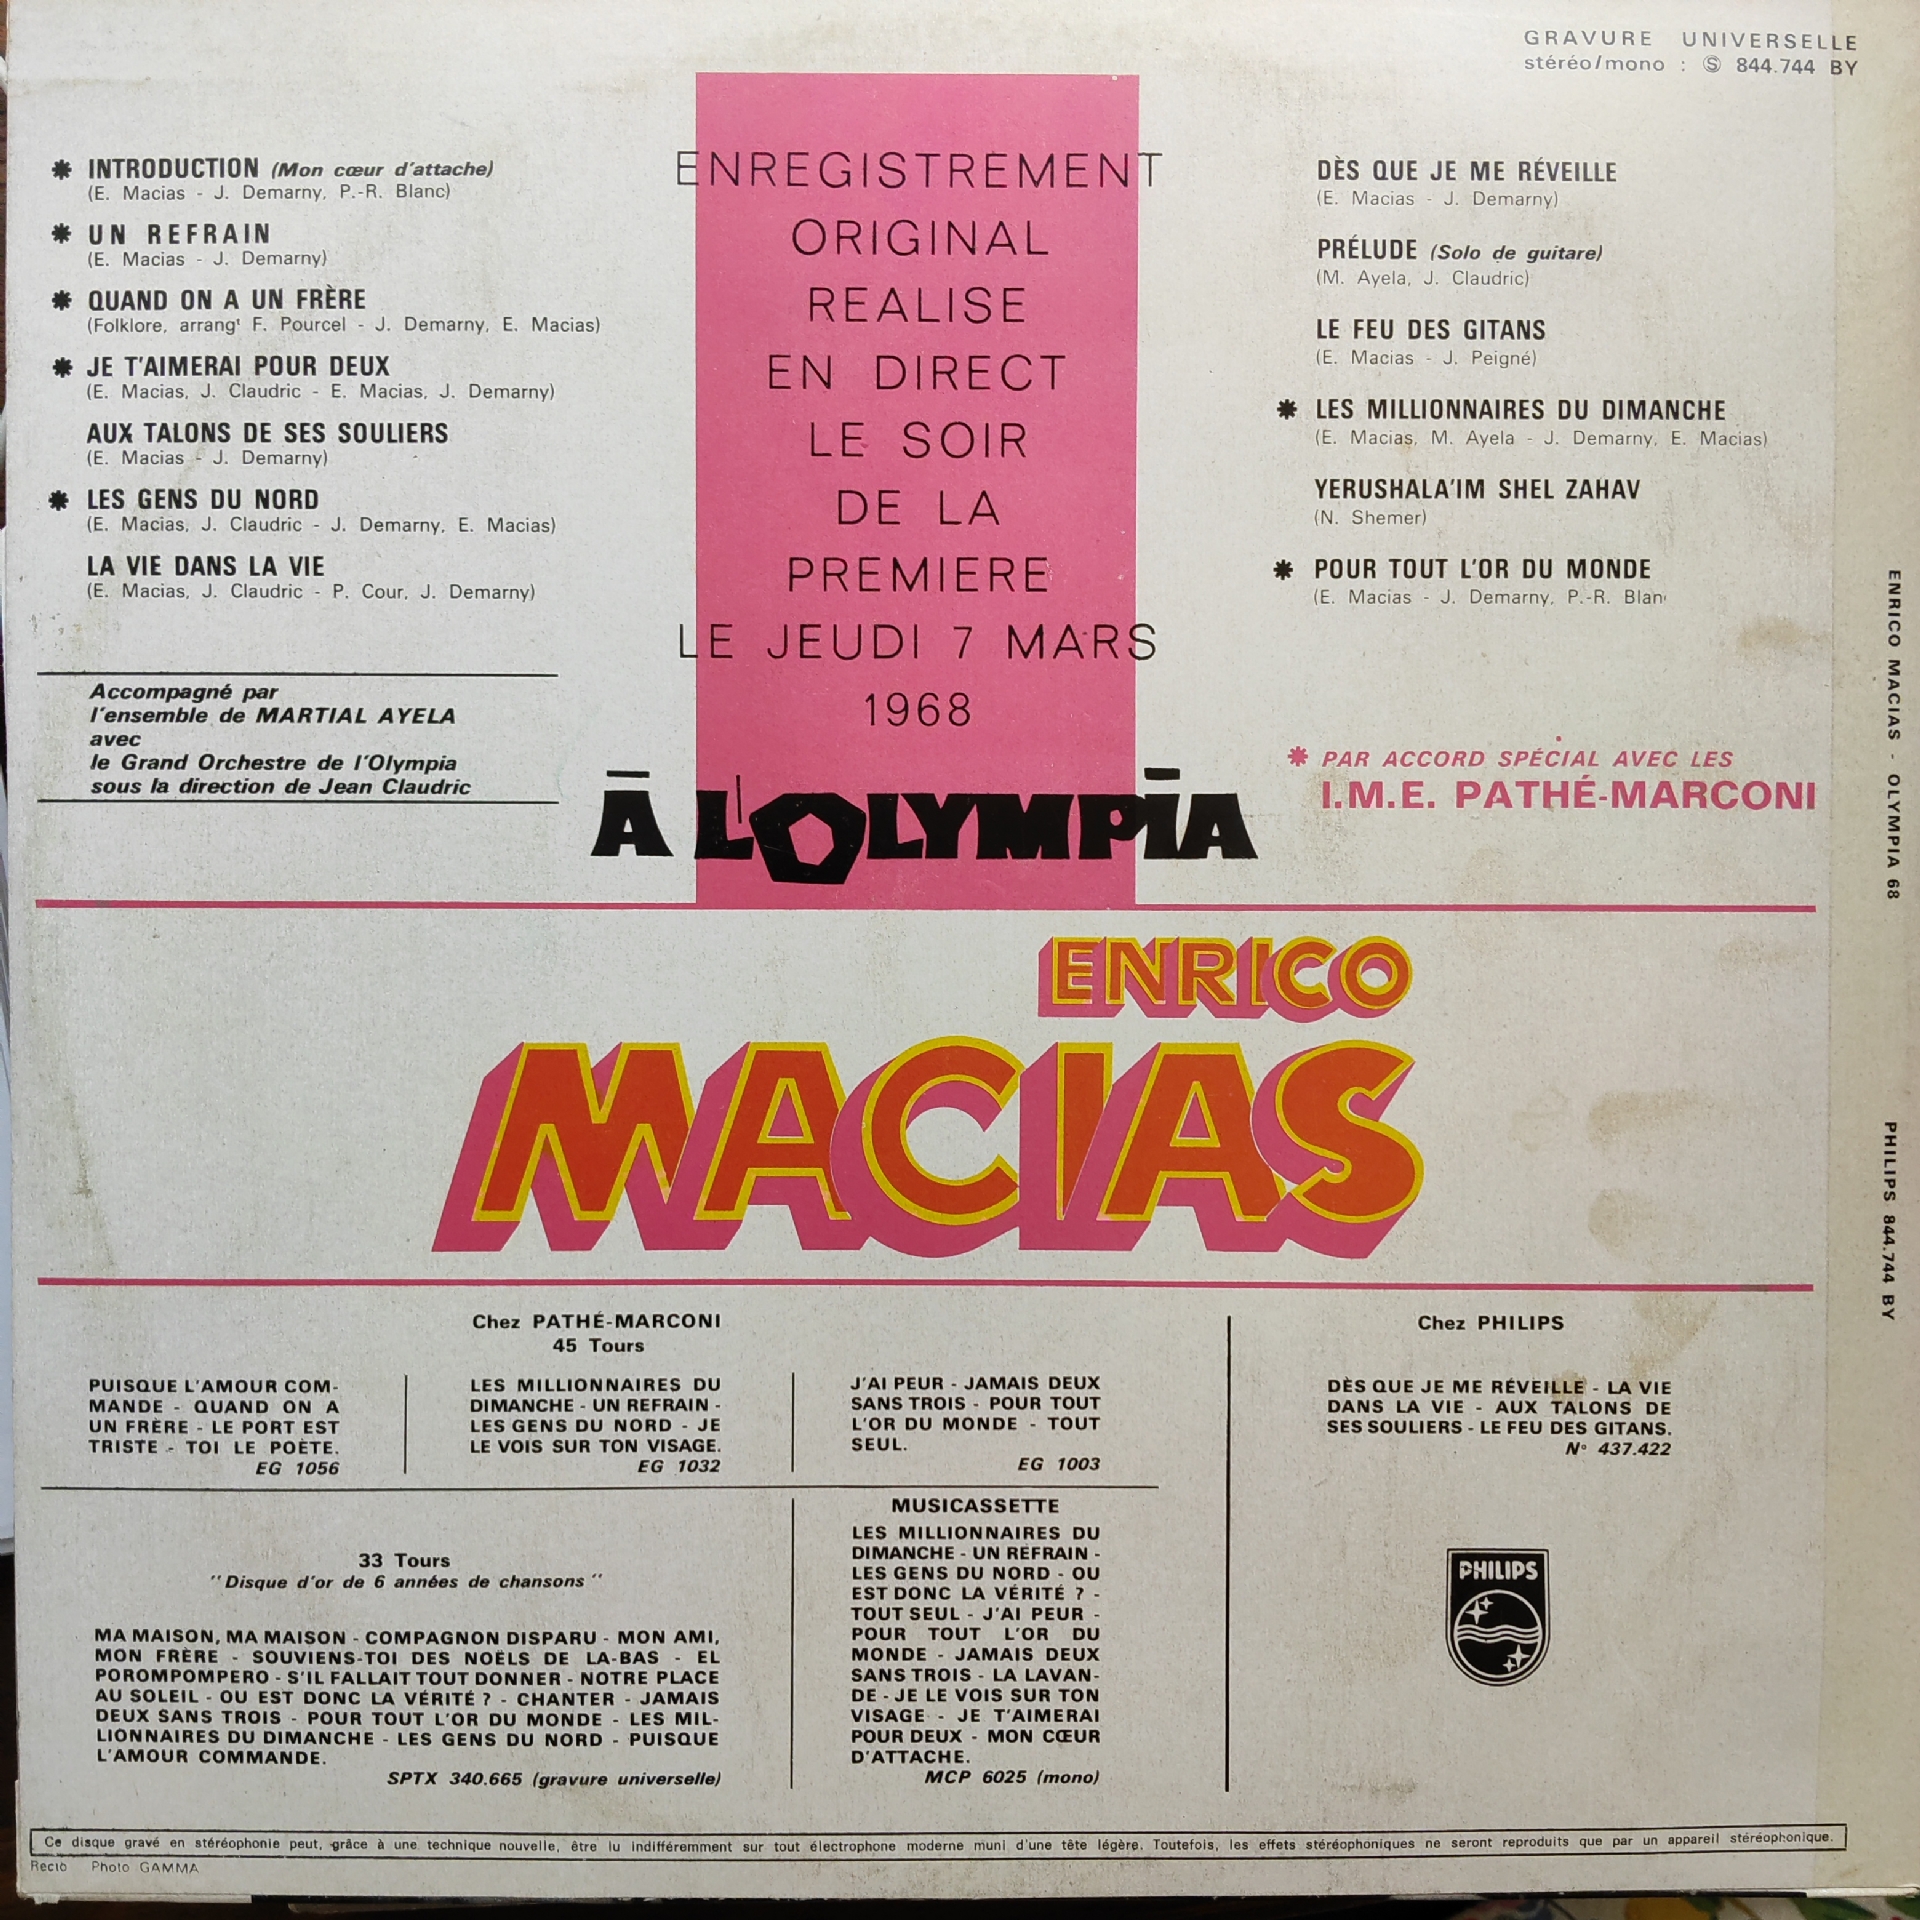 GRAVURE UNIVERSELLE
stéréo/mono : Ⓢ 844.744 BY
* INTRODUCTION (Mon cœur d'attache)
(E. Macias - J. Demarny, P.-R. Blanc)
* UN REFRAIN
(E. Macias - J. Demarny)
* QUAND ON A UN FRÈRE
(Folklore, arrangt F. Pourcel - J. Demarny, E. Macias)
* JE T'AIMERAI POUR DEUX
(E. Macias, J. Claudric - E. Macias, J. Demarny)
AUX TALONS DE SES SOULIERS
(E. Macias - J. Demarny)
* LES GENS DU NORD
(E. Macias, J. Claudric - J. Demarny, E. Macias)
LA VIE DANS LA VIE
(E. Macias, J. Claudric - P. Cour, J. Demarny)
Accompagné par
l'ensemble de MARTIAL AYELA
avec
le Grand Orchestre de l'Olympia
sous la direction de Jean Claudric
ENREGISTREMENT
ORIGINAL
REALISE
EN DIRECT
LE SOIR
DE LA
PREMIERE
LE JEUDI 7 MARS
1968
À L'OLYMPIA
DÈS QUE JE ME RÉVEILLE
(E. Macias - J. Demarny)
PRÉLUDE (Solo de guitare)
(M. Ayela, J. Claudric)
LE FEU DES GITANS
(E. Macias - J. Peigné)
* LES MILLIONNAIRES DU DIMANCHE
(E. Macias, M. Ayela - J. Demarny, E. Macias)
YERUSHALA'IM SHEL ZAHAV
(N. Shemer)
* POUR TOUT L'OR DU MONDE
(E. Macias - J. Demarny, P.-R. Blan
* PAR ACCORD SPÉCIAL AVEC LES
I.M.E. PATHÉ-MARCONI
ENRICO
MACIAS
Chez PATHÉ-MARCONI
45 Tours
PUISQUE L'AMOUR COM-
MANDE - QUAND ON A
UN FRÈRE - LE PORT EST
TRISTE - TOI LE POÈTE.
EG 1056
LES MILLIONNAIRES DU
DIMANCHE - UN REFRAIN -
LES GENS DU NORD - JE
LE VOIS SUR TON VISAGE.
EG 1032
J'AI PEUR - JAMAIS DEUX
SANS TROIS - POUR TOUT
L'OR DU MONDE - TOUT
SEUL.
EG 1003
33 Tours
"Disque d'or de 6 années de chansons"
MA MAISON, MA MAISON - COMPAGNON DISPARU - MON AMI,
MON FRÈRE - SOUVIENS-TOI DES NOËLS DE LA-BAS - EL
POROMPOMPERO - S'IL FALLAIT TOUT DONNER - NOTRE PLACE
AU SOLEIL - OU EST DONC LA VÉRITÉ ? - CHANTER - JAMAIS
DEUX SANS TROIS - POUR TOUT L'OR DU MONDE - LES MIL-
LIONNAIRES DU DIMANCHE - LES GENS DU NORD - PUISQUE
L'AMOUR COMMANDE.
SPTX 340.665 (gravure universelle)
MUSICASSETTE
LES MILLIONNAIRES DU
DIMANCHE - UN REFRAIN -
LES GENS DU NORD - OU
EST DONC LA VÉRITÉ ? -
TOUT SEUL - J'AI PEUR -
POUR TOUT L'OR DU
MONDE - JAMAIS DEUX
SANS TROIS - LA LAVAN-
DE - JE LE VOIS SUR TON
VISAGE - JE T'AIMERAI
POUR DEUX - MON CŒUR
D'ATTACHE.
MCP 6025 (mono)
Chez PHILIPS
DÈS QUE JE ME RÉVEILLE - LA VIE
DANS LA VIE - AUX TALONS DE
SES SOULIERS - LE FEU DES GITANS.
N° 437.422
PHILIPS
Ce disque gravé en stéréophonie peut, grâce à une technique nouvelle, être lu indifféremment sur tout électrophone moderne muni d'une tête légère. Toutefois, les effets stéréophoniques ne seront reproduits que par un appareil stéréophonique.
Recto Photo GAMMA
ENRICO MACIAS - OLYMPIA 68
PHILIPS 844.744 BY